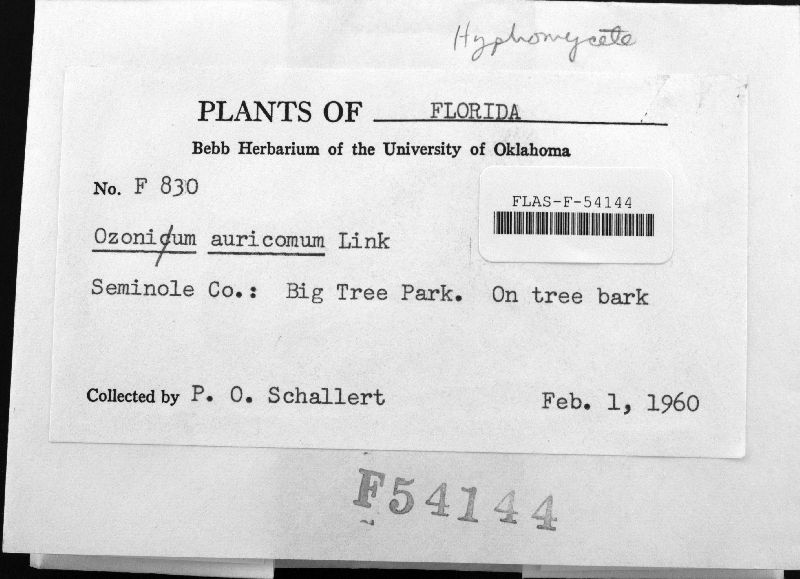 Hyphomycete
PLANTS OF FLORIDA
Bebb Herbarium of the University of Oklahoma
No. F 830
FLAS-F-54144
Ozonium auricomum Link
Seminole Co.: Big Tree Park. On tree bark
Collected by P. O. Schallert Feb. 1, 1960
F54144